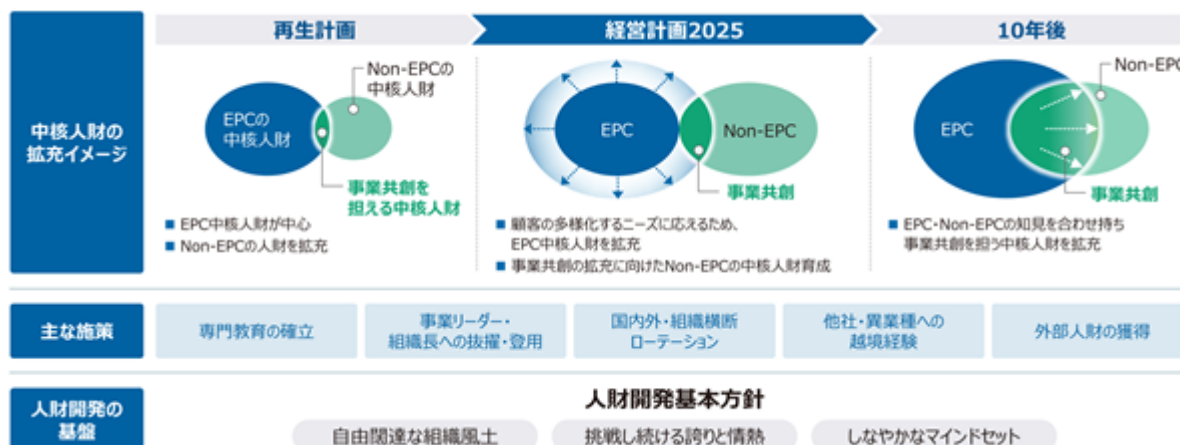 再生計画
経営計画2025
10年後
中核人財の
拡充イメージ
EPCの
中核人財
Non-EPCの
中核人財
事業共創を
担える中核人財
■ EPC中核人財が中心
■ Non-EPCの人財を拡充
EPC
Non-EPC
事業共創
■ 顧客の多様化するニーズに応えるため、
EPC中核人財を拡充
■ 事業共創の拡充に向けたNon-EPCの中核人財育成
EPC
Non-EPC
事業共創
■ EPC・Non-EPCの知見を合わせ持ち
事業共創を担う中核人財を拡充
主な施策
専門教育の確立
事業リーダー・
組織長への抜擢・登用
国内外・組織横断
ローテーション
他社・異業種への
越境経験
外部人財の獲得
人財開発の
基盤
人財開発基本方針
自由闊達な組織風土
挑戦し続ける誇りと情熱
しなやかなマインドセット